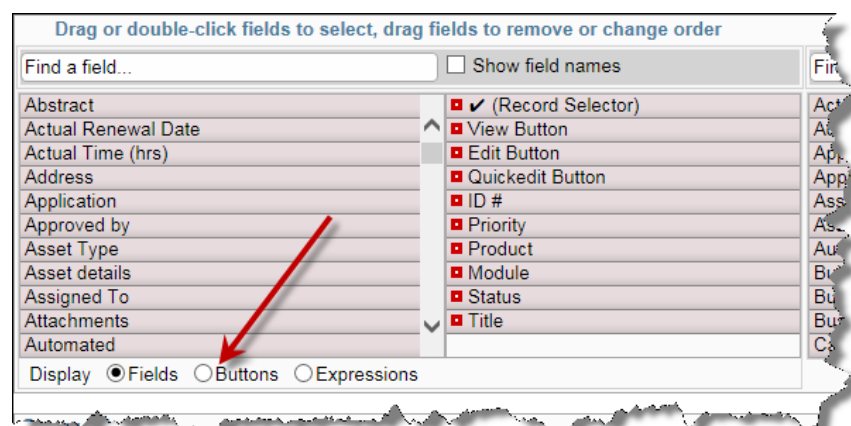 Drag or double-click fields to select, drag fields to remove or change order
Find a field...
Show field names
Abstract
Actual Renewal Date
Actual Time (hrs)
Address
Application
Approved by
Asset Type
Asset details
Assigned To
Attachments
Automated
✔ (Record Selector)
View Button
Edit Button
Quickedit Button
ID #
Priority
Product
Module
Status
Title
Display Fields Buttons Expressions